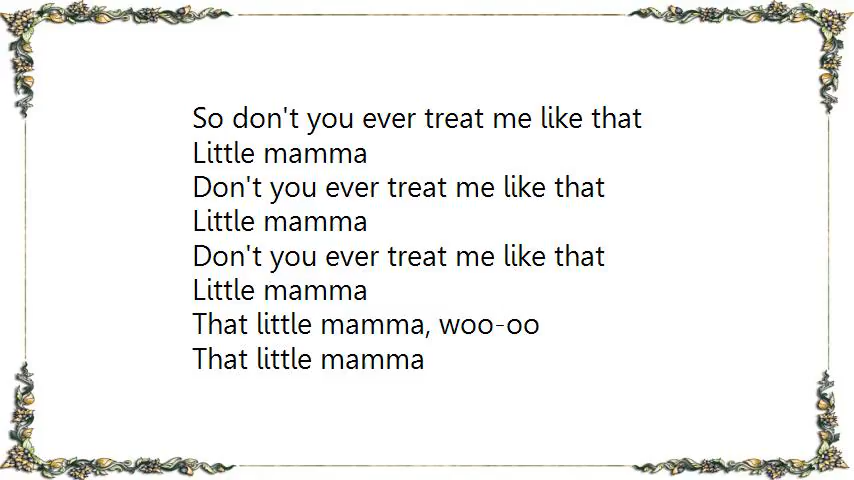 So don't you ever treat me like that
Little mamma
Don't you ever treat me like that
Little mamma
Don't you ever treat me like that
Little mamma
That little mamma, woo-oo
That little mamma